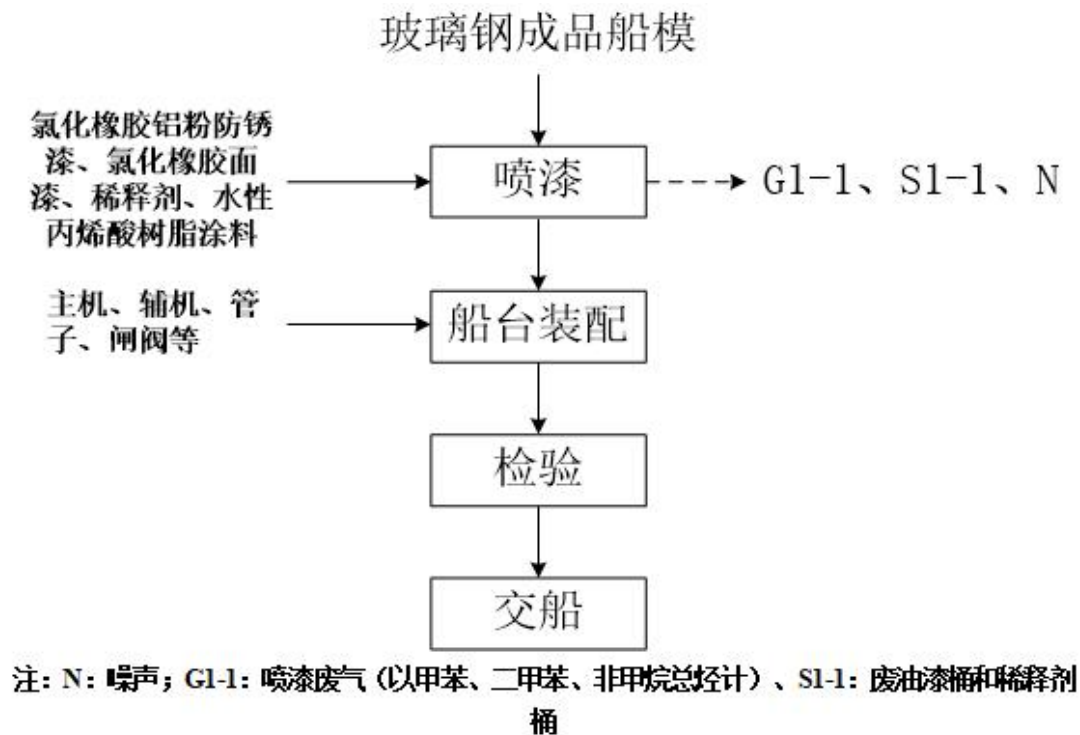 玻璃钢成品船模
氯化橡胶铝粉防锈
漆、氯化橡胶面
漆、稀释剂、水性
丙烯酸树脂涂料
喷漆
G1-1、S1-1、N
主机、辅机、管
子、闸阀等
船台装配
检验
交船
注：N：噪声；G1-1：喷漆废气（以甲苯、二甲苯、非甲烷总烃计）、S1-1：废油漆桶和稀释剂
桶